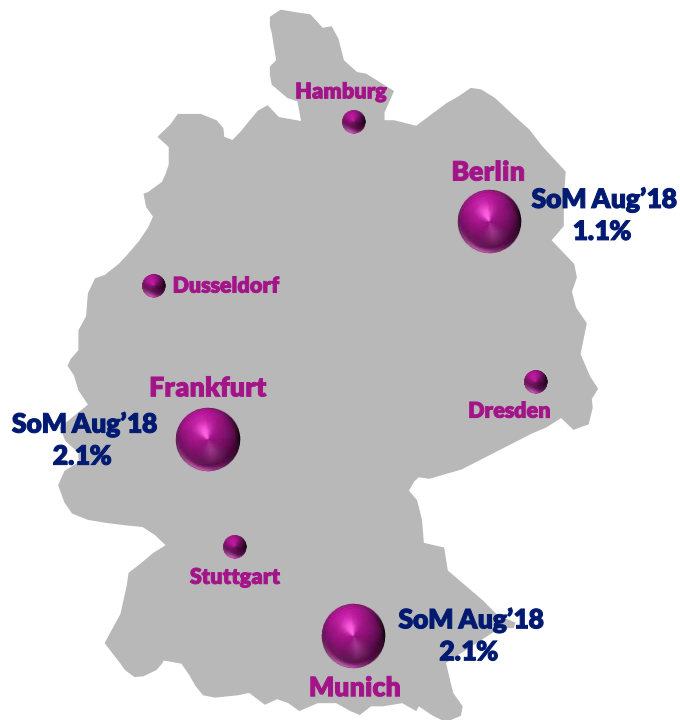 Hamburg
Berlin
SoM Aug’18
1.1%
Dusseldorf
Frankfurt
SoM Aug’18
2.1%
Dresden
Stuttgart
SoM Aug’18
2.1%
Munich